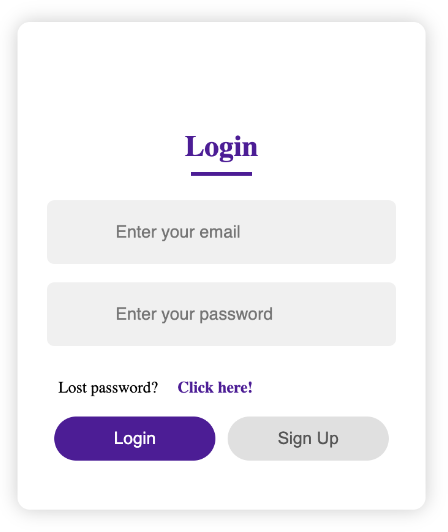 Login
Enter your email
Enter your password
Lost password? Click here!
Login Sign Up